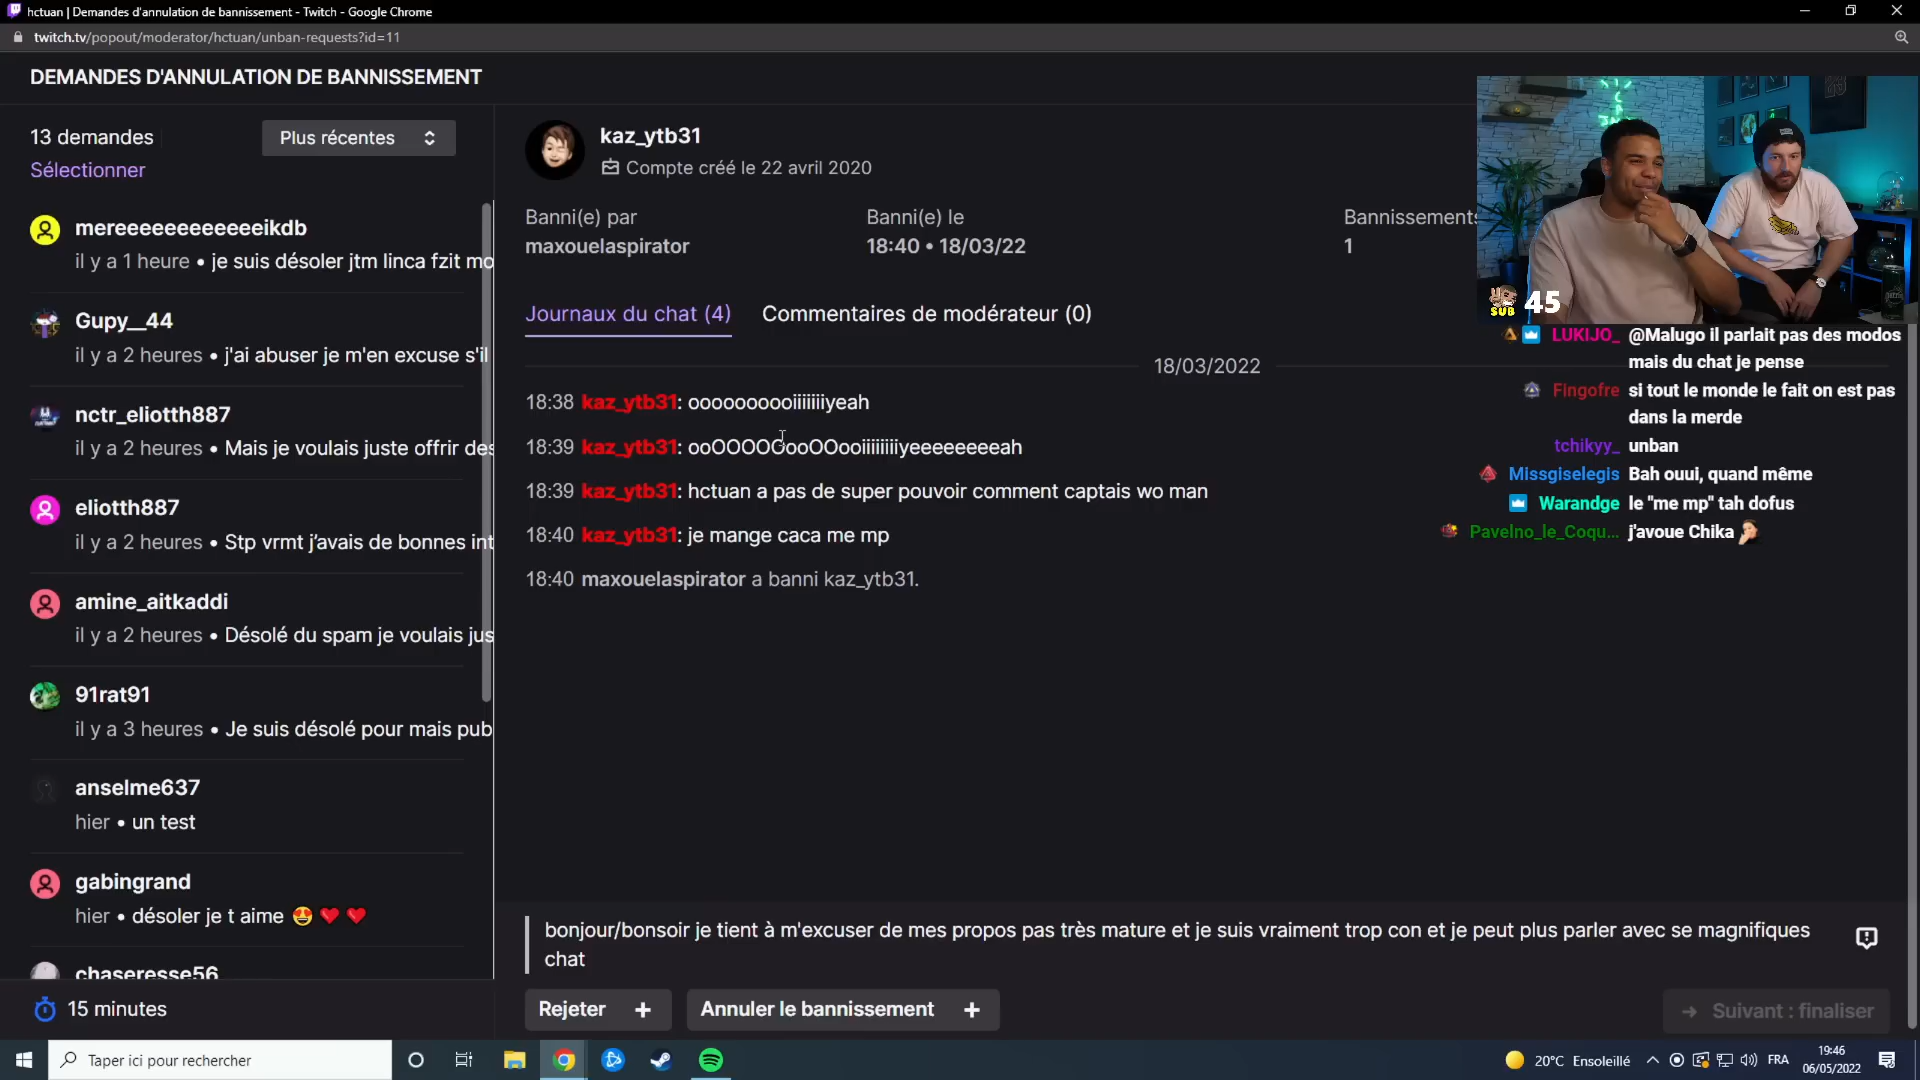 hctuan | Demandes d'annulation de bannissement - Twitch - Google Chrome
twitch.tv/popout/moderator/hctuan/unban-requests?id=11
DEMANDES D'ANNULATION DE BANNISSEMENT
13 demandes
Plus récentes
Sélectionner
mereeeeeeeeeeeeikdb
il y a 1 heure • je suis désoler jtm linca fzit mo
Gupy__44
il y a 2 heures • j'ai abuser je m'en excuse s'il
nctr_eliotth887
il y a 2 heures • Mais je voulais juste offrir des
eliotth887
il y a 2 heures • Stp vrmt j'avais de bonnes int
amine_aitkaddi
il y a 2 heures • Désolé du spam je voulais jus
91rat91
il y a 3 heures • Je suis désolé pour mais pub
anselme637
hier • un test
gabingrand
hier • désoler je t aime 😍 ❤️ ❤️
chaseresse56
15 minutes
kaz_ytb31
Compte créé le 22 avril 2020
Banni(e) par
maxouelaspirator
Banni(e) le
18:40 • 18/03/22
Bannissements
1
Journaux du chat (4)
Commentaires de modérateur (0)
18/03/2022
18:38 kaz_ytb31: oooooooooiiiiiiiyeah
18:39 kaz_ytb31: ooOOOOOooOOooiiiiiiiiyeeeeeeeeah
18:39 kaz_ytb31: hctuan a pas de super pouvoir comment captais wo man
18:40 kaz_ytb31: je mange caca me mp
18:40 maxouelaspirator a banni kaz_ytb31.
bonjour/bonsoir je tient à m'excuser de mes propos pas très mature et je suis vraiment trop con et je peut plus parler avec se magnifiques
chat
Rejeter +
Annuler le bannissement +
→ Suivant : finaliser
SUB 45
LUKIJO_ @Malugo il parlait pas des modos
mais du chat je pense
Fingofre si tout le monde le fait on est pas
dans la merde
tchikyy_ unban
Missgiselegis Bah ouui, quand même
Warandge le "me mp" tah dofus
Pavelno_le_Coqu... j'avoue Chika
Taper ici pour rechercher
20°C Ensoleillé
FRA
19:46
06/05/2022